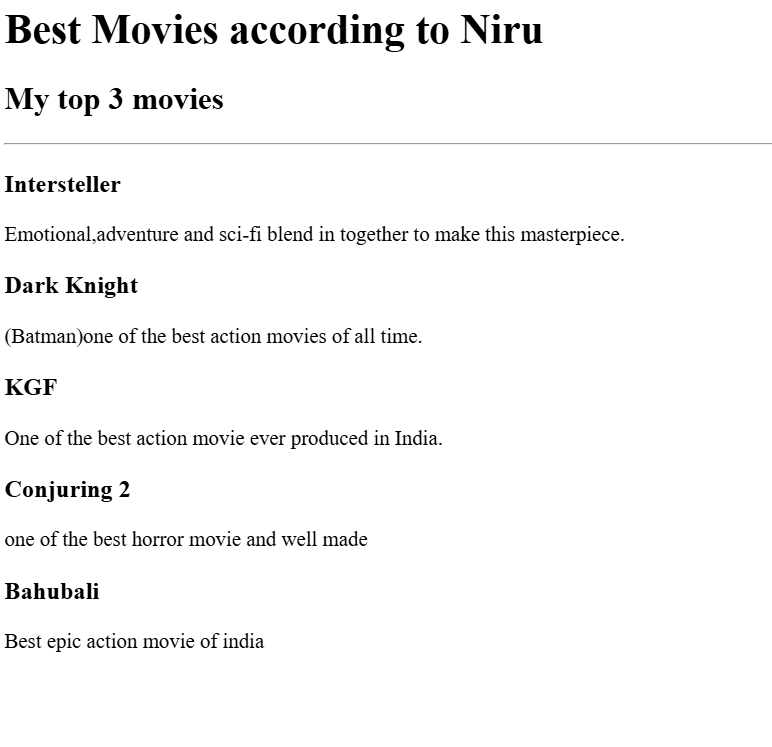 Best Movies according to Niru
My top 3 movies
Intersteller
Emotional,adventure and sci-fi blend in together to make this masterpiece.
Dark Knight
(Batman)one of the best action movies of all time.
KGF
One of the best action movie ever produced in India.
Conjuring 2
one of the best horror movie and well made
Bahubali
Best epic action movie of india